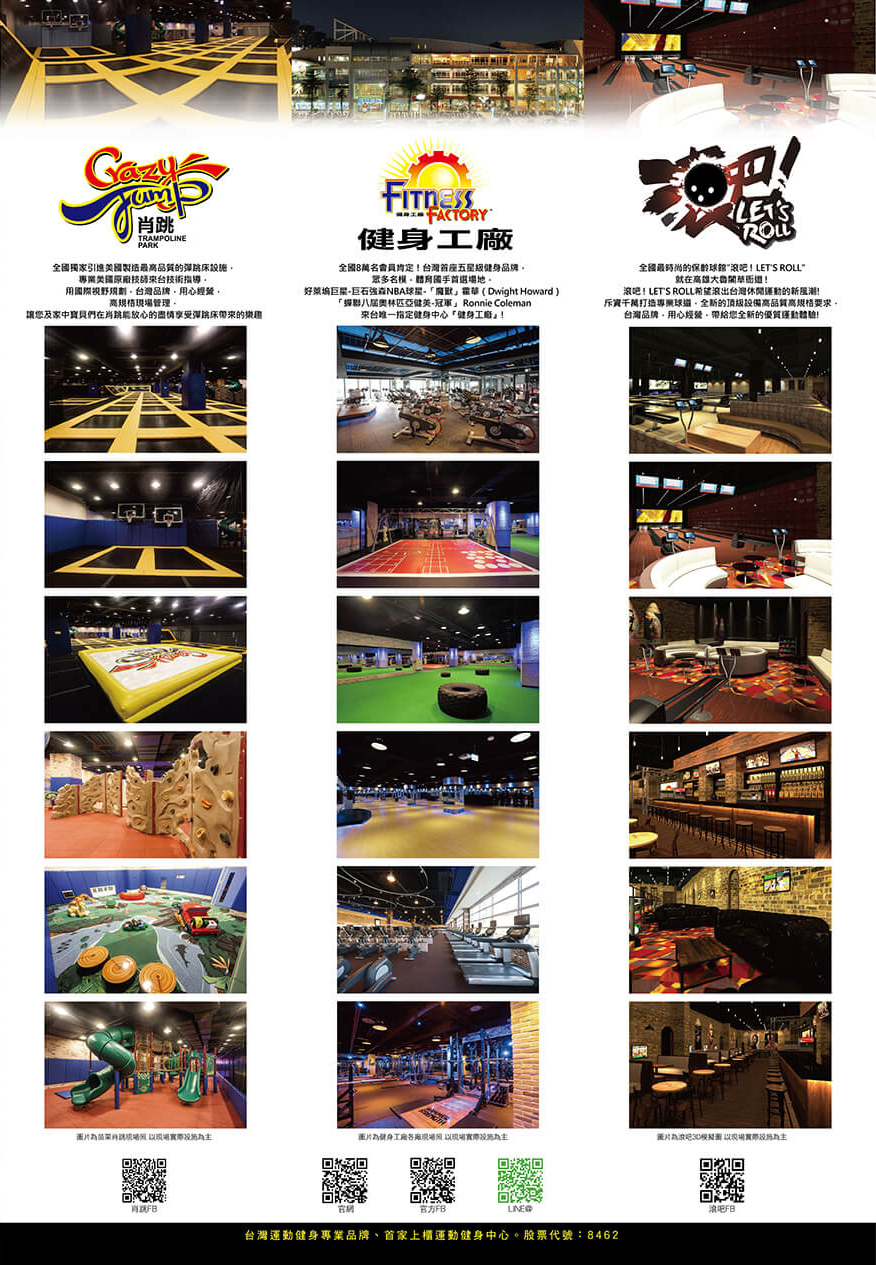 Crazy Jump
肖跳
TRAMPOLINE
PARK
全國獨家引進美國製造最高品質的彈跳床設施，
專業美國原廠技師來台技術指導，
用國際視野規劃，台灣品牌，用心經營，
高規格現場管理，
讓您及家中寶貝們在肖跳能放心的盡情享受彈跳床帶來的樂趣
圖片為苗栗肖跳現場照 以現場實際設施為主
肖跳FB
FITNESS
健身工廠 FACTORY
健身工廠
全國8萬名會員肯定！台灣首座五星級健身品牌，
眾多名模，體育國手首選場地，
好萊塢巨星-巨石強森NBA球星-「魔獸」霍華（Dwight Howard）
「蟬聯八屆奧林匹亞健美-冠軍」 Ronnie Coleman
來台唯一指定健身中心『健身工廠』！
圖片為健身工廠各廠現場照 以現場實際設施為主
官網
官方FB
LINE@
滾吧！
LET'S
ROLL
全國最時尚的保齡球館"滾吧！LET'S ROLL"
就在高雄大魯閣草衙道！
滾吧！LET'S ROLL希望滾出台灣休閒運動的新風潮!
斥資千萬打造專業球道，全新的頂級設備高品質高規格要求，
台灣品牌，用心經營，帶給您全新的優質運動體驗!
圖片為滾吧3D模擬圖 以現場實際設施為主
滾吧FB
台灣運動健身專業品牌、首家上櫃運動健身中心。股票代號：8462